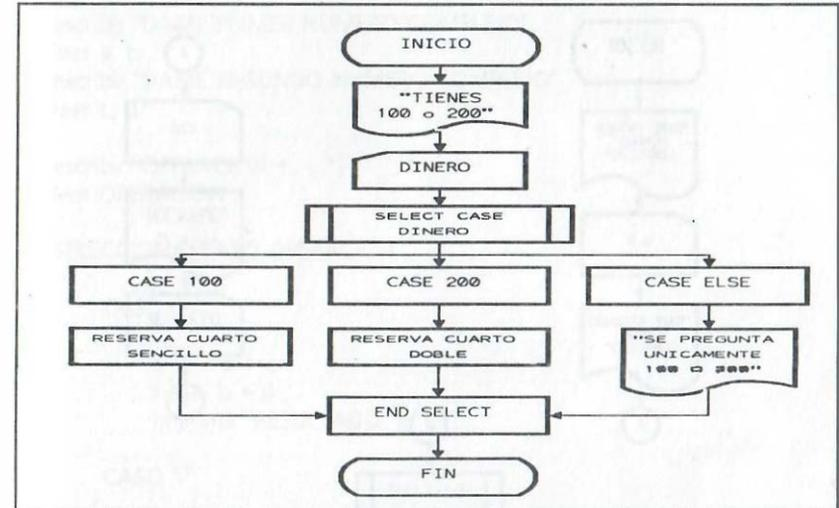 INICIO
"TIENES
100 o 200"
DINERO
SELECT CASE
DINERO
CASE 100
CASE 200
CASE ELSE
RESERVA CUARTO
SENCILLO
RESERVA CUARTO
DOBLE
"SE PREGUNTA
UNICAMENTE
100 O 200"
END SELECT
FIN